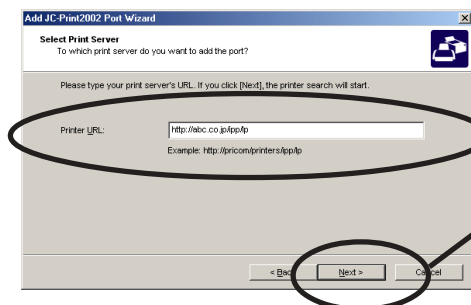 Add JC-Print2002 Port Wizard
Select Print Server
To which print server do you want to add the port?
Please type your print server's URL. If you click [Next], the printer search will start.
Printer URL:
http://abc.co.jp/ipp/lp
Example: http://pricom/printers/ipp/lp
< Back
Next >
Cancel